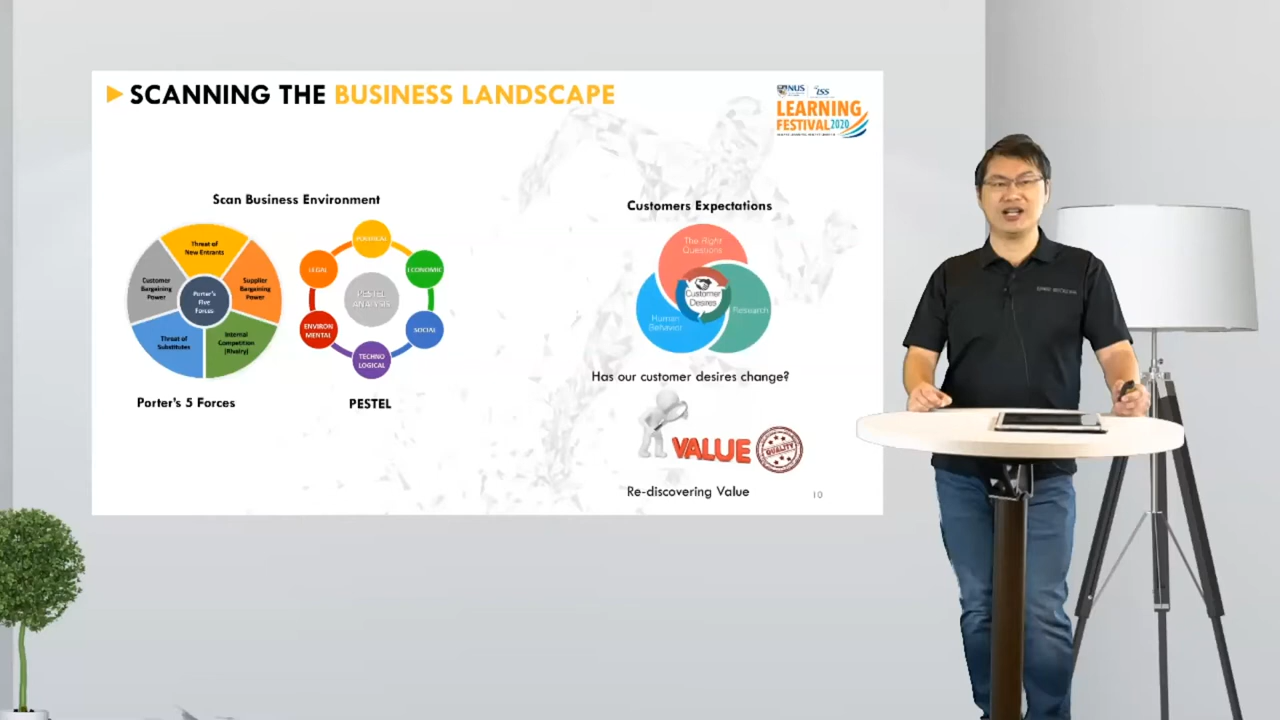 SCANNING THE BUSINESS LANDSCAPE
NUS
ISS
LEARNING
FESTIVAL 2020
Scan Business Environment
Threat of
New Entrants
Customer
Bargaining
Power
Supplier
Bargaining
Power
Porter's
Five
Forces
Threat of
Substitutes
Internal
Competition
(Rivalry)
Porter's 5 Forces
POLITICAL
LEGAL
ECONOMIC
PESTEL
ANALYSIS
ENVIRON
MENTAL
SOCIAL
TECHNO
LOGICAL
PESTEL
Customers Expectations
The Right
Questions
Customer
Desires
Human
Behavior
Research
Has our customer desires change?
VALUE
QUALITY
Re-discovering Value
10